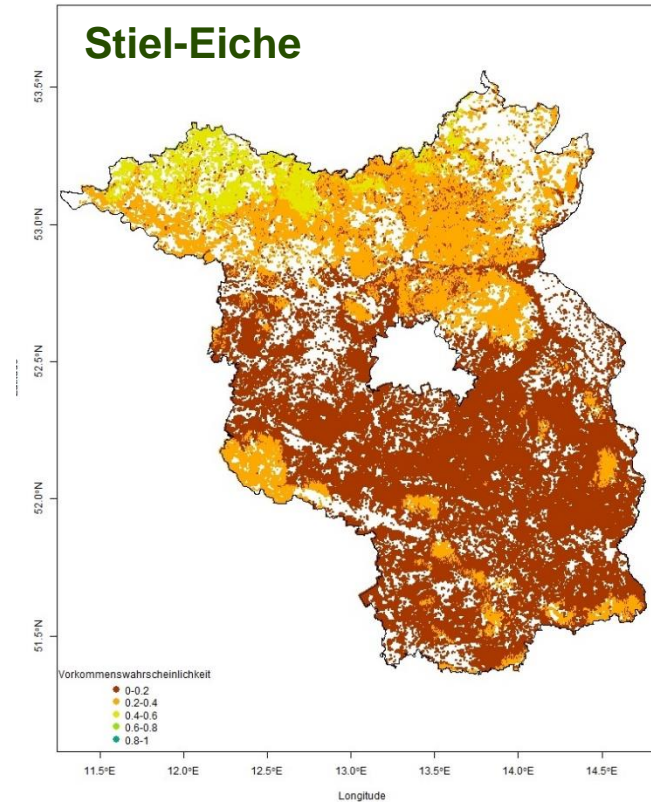 Stiel-Eiche
53.5°N
53.0°N
52.5°N
52.0°N
51.5°N
Vorkommenswahrscheinlichkeit
0-0.2
0.2-0.4
0.4-0.6
0.6-0.8
0.8-1
11.5°E 12.0°E 12.5°E 13.0°E 13.5°E 14.0°E 14.5°E
Longitude